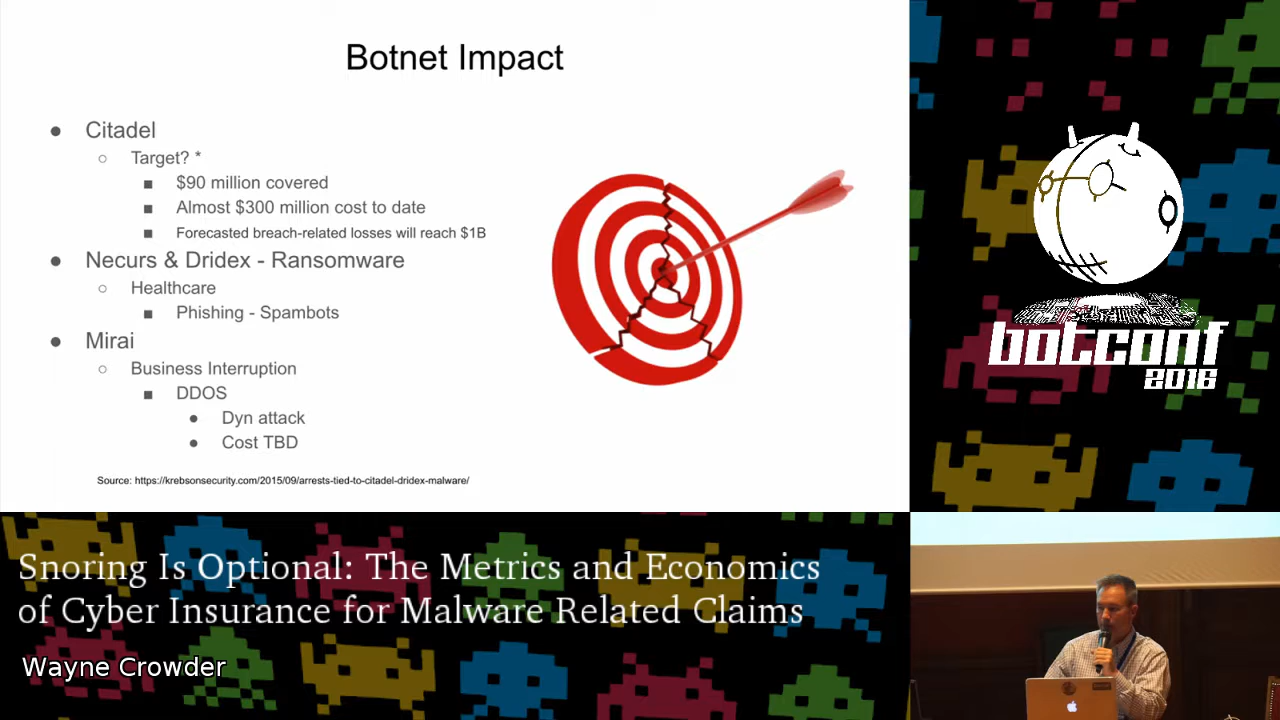 Botnet Impact
● Citadel
○ Target? *
■ $90 million covered
■ Almost $300 million cost to date
■ Forecasted breach-related losses will reach $1B
● Necurs & Dridex - Ransomware
○ Healthcare
■ Phishing - Spambots
● Mirai
○ Business Interruption
■ DDOS
● Dyn attack
● Cost TBD
Source: https://krebsonsecurity.com/2015/09/arrests-tied-to-citadel-dridex-malware/
botconf
2016
Snoring Is Optional: The Metrics and Economics
of Cyber Insurance for Malware Related Claims
Wayne Crowder